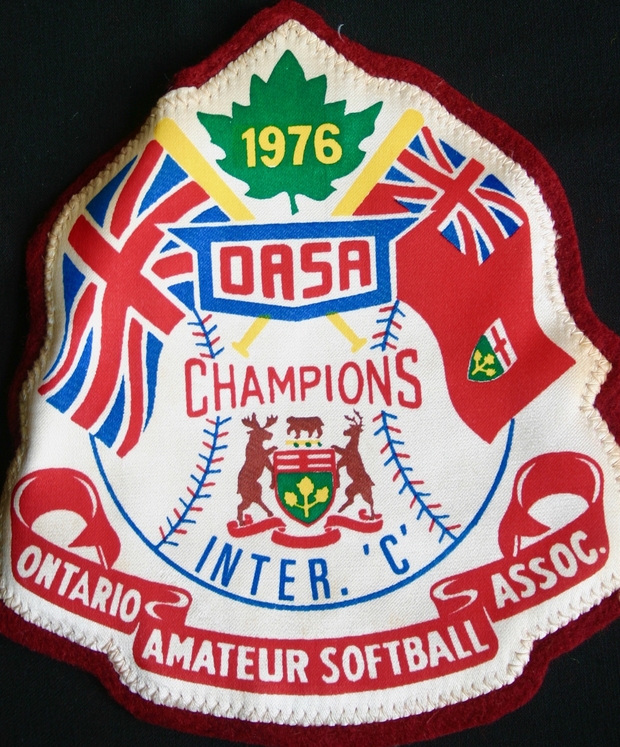 1976
OASA
CHAMPIONS
INTER. 'C'
ONTARIO AMATEUR SOFTBALL ASSOC.